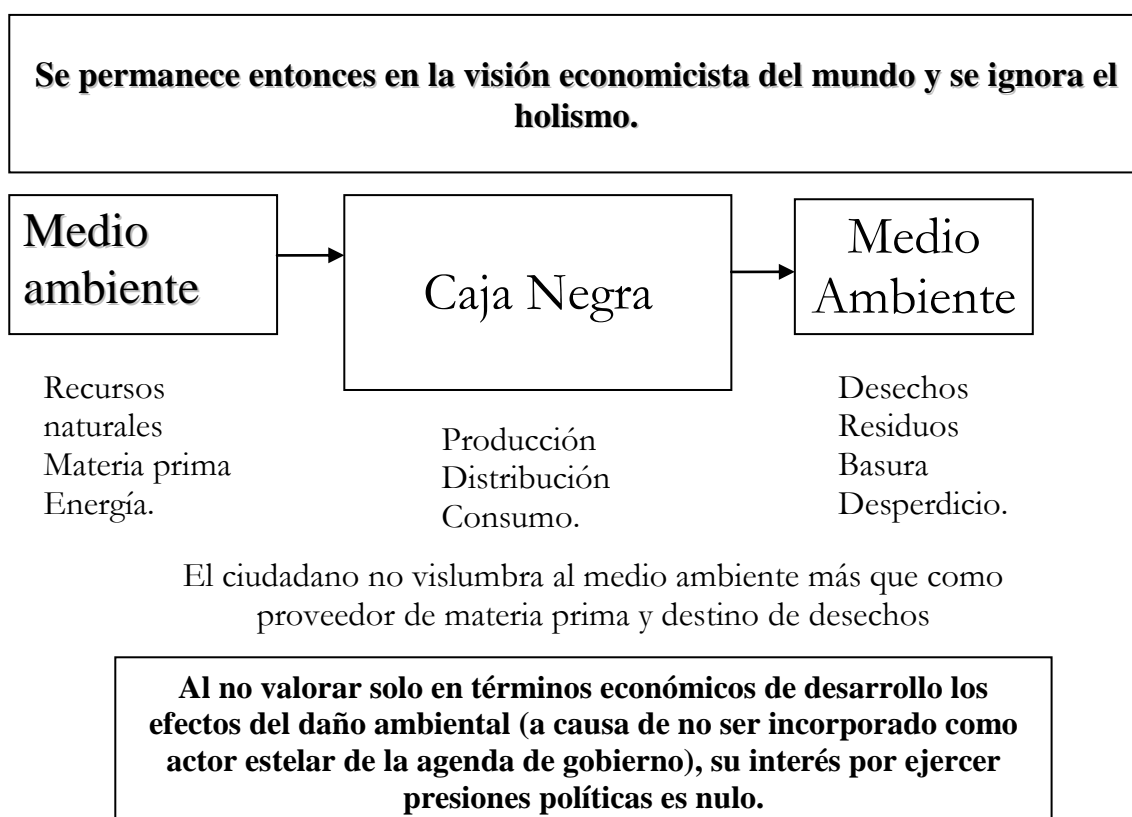 Se permanece entonces en la visión economicista del mundo y se ignora el
holismo.
Medio
ambiente
Caja Negra
Medio
Ambiente
Recursos
naturales
Materia prima
Energía.
Producción
Distribución
Consumo.
Desechos
Residuos
Basura
Desperdicio.
El ciudadano no vislumbra al medio ambiente más que como
proveedor de materia prima y destino de desechos
Al no valorar solo en términos económicos de desarrollo los
efectos del daño ambiental (a causa de no ser incorporado como
actor estelar de la agenda de gobierno), su interés por ejercer
presiones políticas es nulo.